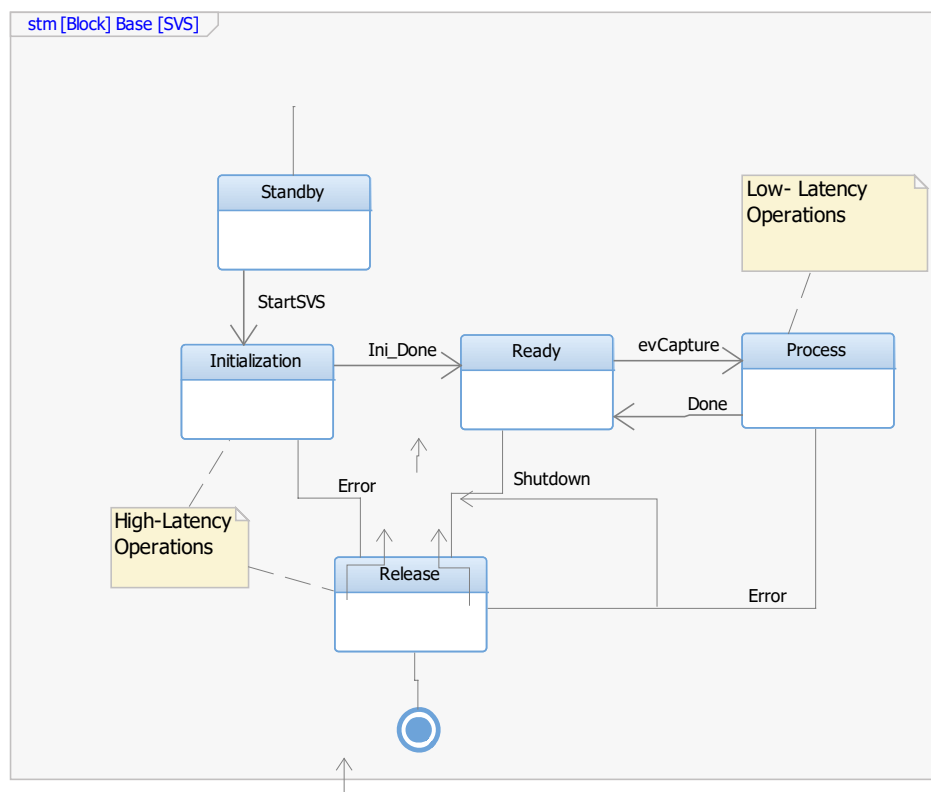 stm [Block] Base [SVS]
Standby
Low- Latency
Operations
StartSVS
Initialization
Ini_Done
Ready
evCapture
Process
Done
Error
Shutdown
High-Latency
Operations
Release
Error